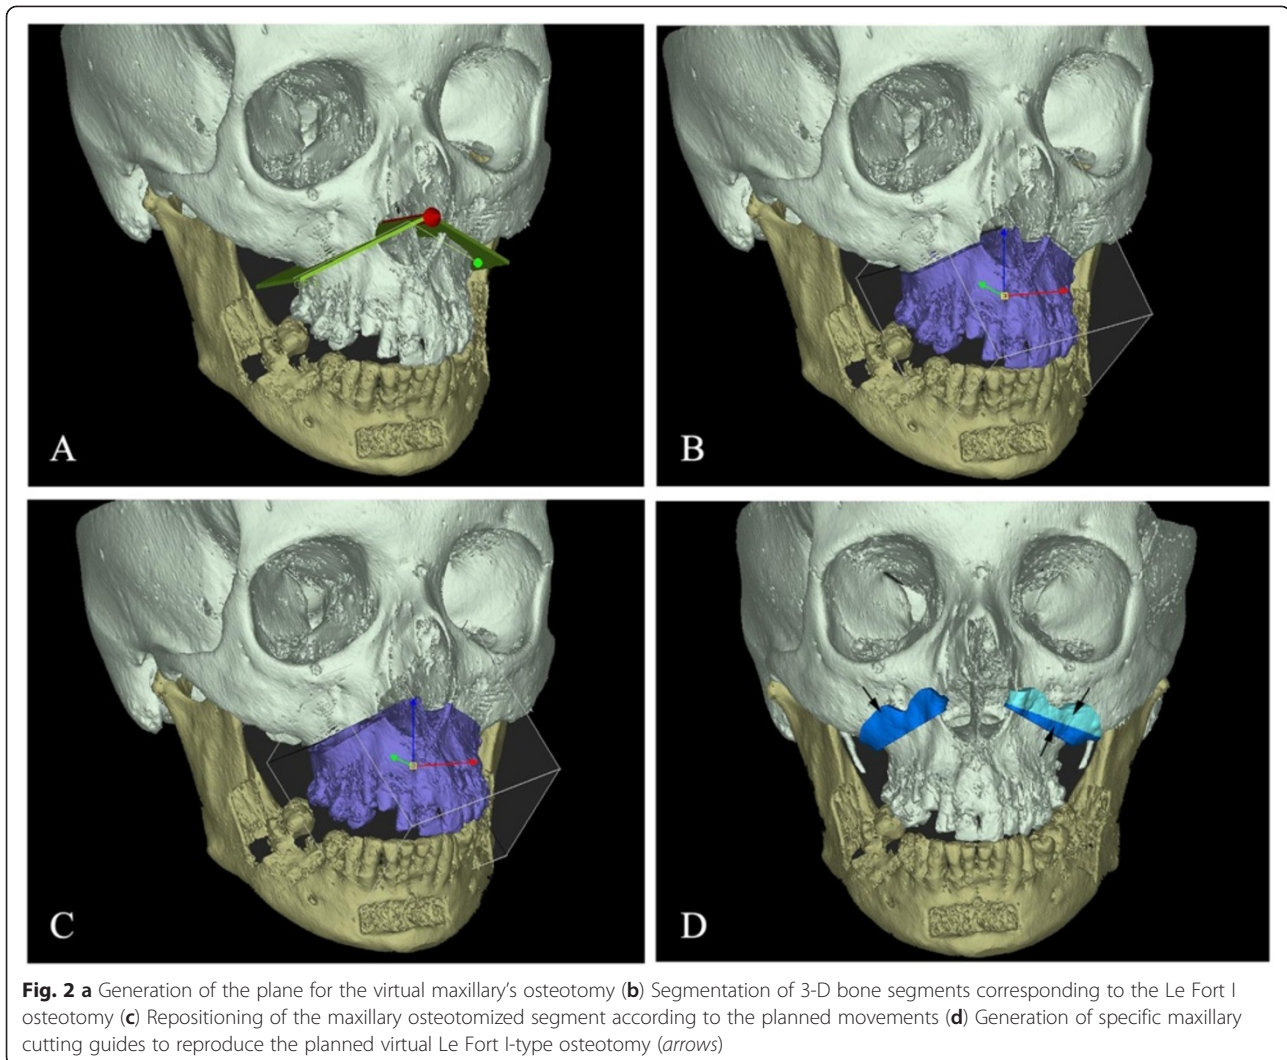 A
B
C
D
Fig. 2 a Generation of the plane for the virtual maxillary's osteotomy (b) Segmentation of 3-D bone segments corresponding to the Le Fort I
osteotomy (c) Repositioning of the maxillary osteotomized segment according to the planned movements (d) Generation of specific maxillary
cutting guides to reproduce the planned virtual Le Fort I-type osteotomy (arrows)